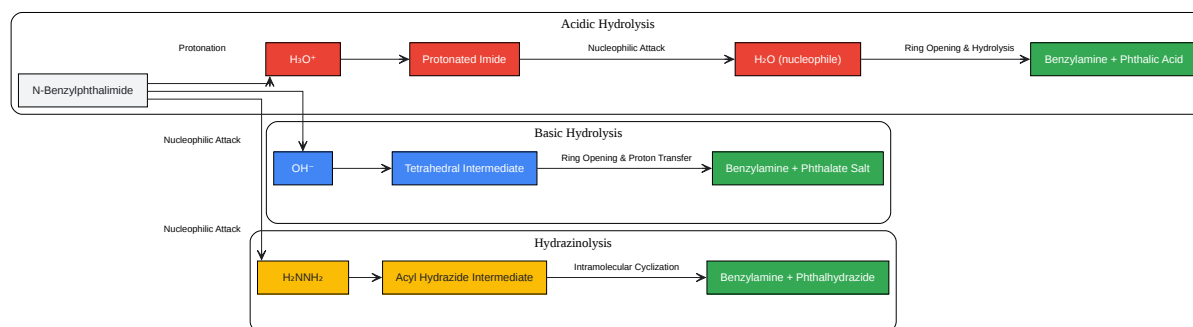 Acidic Hydrolysis
Protonation
H₃O⁺
Protonated Imide
Nucleophilic Attack
H₂O (nucleophile)
Ring Opening & Hydrolysis
Benzylamine + Phthalic Acid
N-Benzylphthalimide
Basic Hydrolysis
Nucleophilic Attack
OH⁻
Tetrahedral Intermediate
Ring Opening & Proton Transfer
Benzylamine + Phthalate Salt
Nucleophilic Attack
Hydrazinolysis
H₂NNH₂
Acyl Hydrazide Intermediate
Intramolecular Cyclization
Benzylamine + Phthalhydrazide